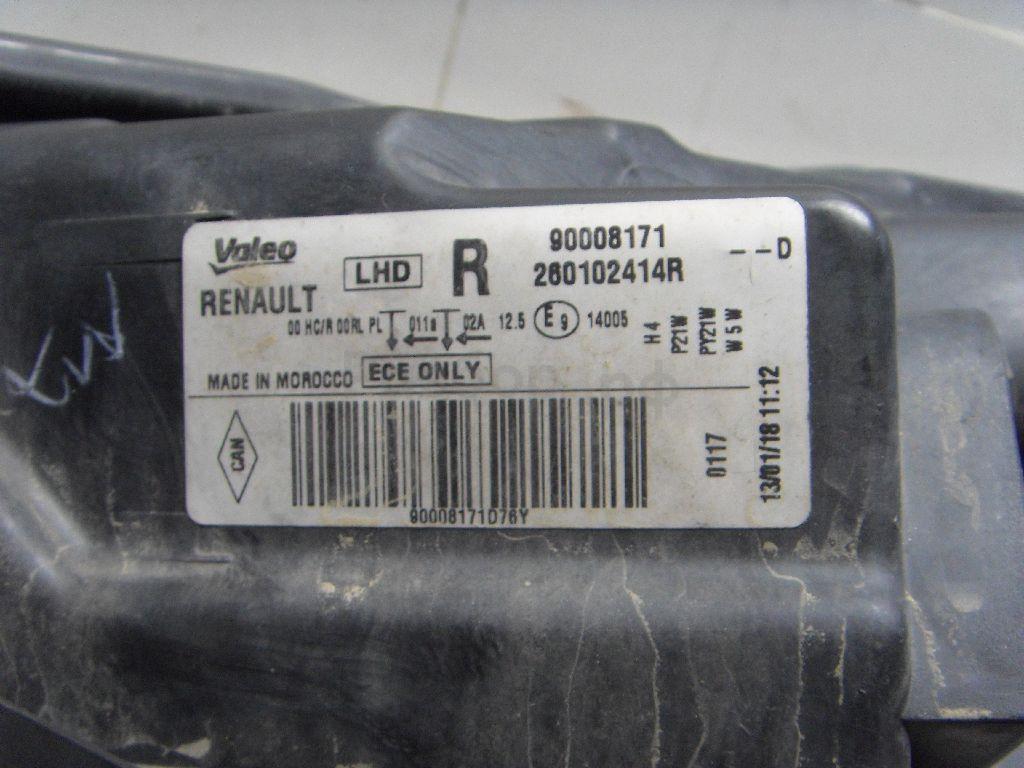 Valeo
RENAULT
LHD
R
90008171
260102414R
--D
00 HC/R 00RL PL 011a 02A 12.5 E9 14005
H4
P21W
PY21W
W5W
MADE IN MOROCCO
ECE ONLY
CAN
90008171D76Y
0117
13/01/18 11:12